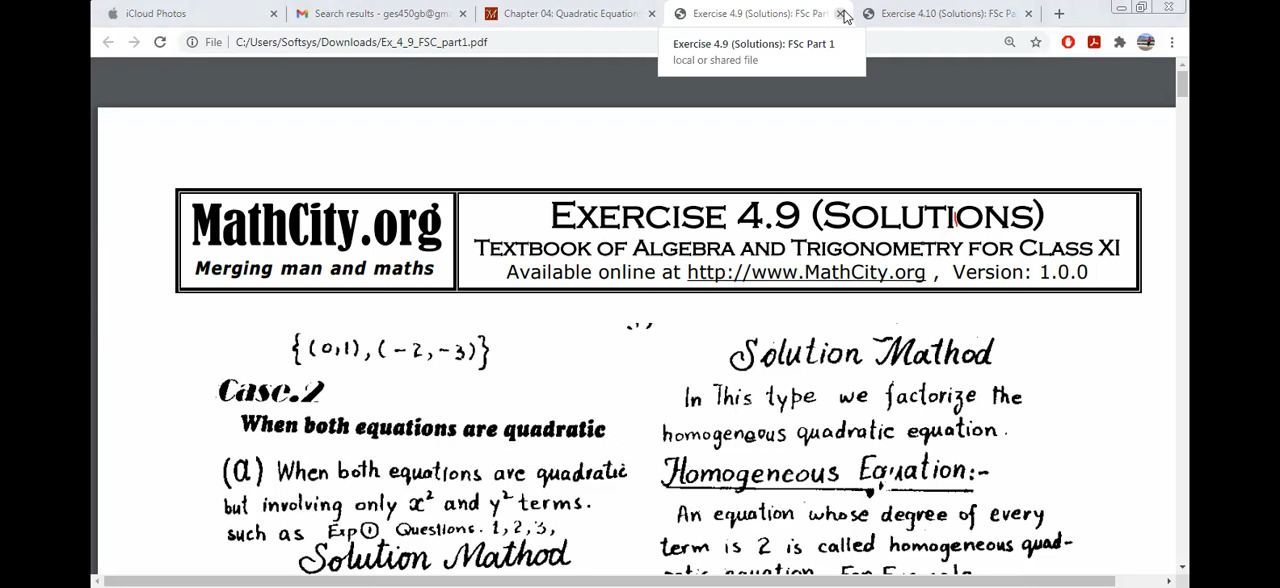 iCloud Photos
Search results - ges450gb@gm
Chapter 04: Quadratic Equation
Exercise 4.9 (Solutions): FSc Part
Exercise 4.10 (Solutions): FSc Pa
File
C:/Users/Softsys/Downloads/Ex_4_9_FSC_part1.pdf
Exercise 4.9 (Solutions): FSc Part 1
local or shared file
MathCity.org
Merging man and maths
EXERCISE 4.9 (SOLUTIONS)
TEXTBOOK OF ALGEBRA AND TRIGONOMETRY FOR CLASS XI
Available online at http://www.MathCity.org , Version: 1.0.0
{(0,1),(-2,-3)}
Case.2
When both equations are quadratic
(a) When both equations are quadratic
but involving only x² and y² terms.
such as Exp ① Questions. 1,2,3,
Solution Mathod
Solution Mathod
In This type we factorize the
homogeneous quadratic equation.
Homogeneous Equation:-
An equation whose degree of every
term is 2 is called homogeneous quad-
equation. For